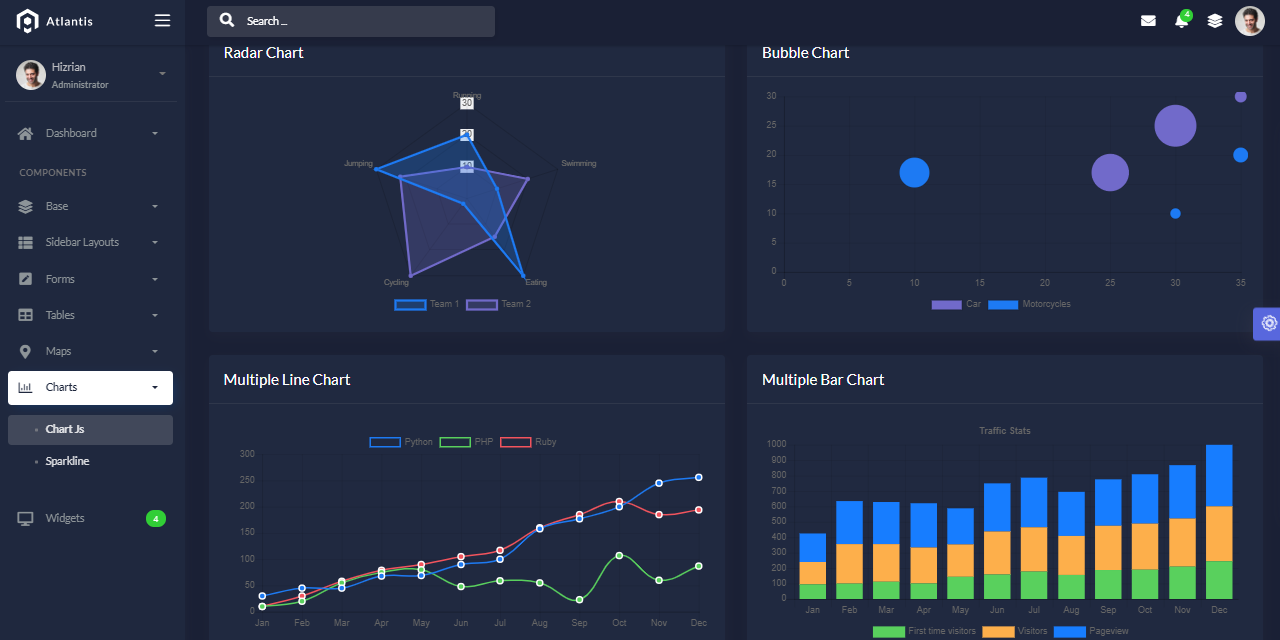 Atlantis
Search ...
4
Hizrian
Administrator
Dashboard
COMPONENTS
Base
Sidebar Layouts
Forms
Tables
Maps
Charts
Chart Js
Sparkline
Widgets
4
Radar Chart
Running
30
20
10
Jumping
Swimming
Cycling
Eating
Team 1 Team 2
Bubble Chart
30
25
20
15
10
5
0
0 5 10 15 20 25 30 35
Car Motorcycles
Multiple Line Chart
Python PHP Ruby
300
250
200
150
100
50
0
Jan Feb Mar Apr May Jun Jul Aug Sep Oct Nov Dec
Multiple Bar Chart
Traffic Stats
1000
900
800
700
600
500
400
300
200
100
0
Jan Feb Mar Apr May Jun Jul Aug Sep Oct Nov Dec
First time visitors Visitors Pageview